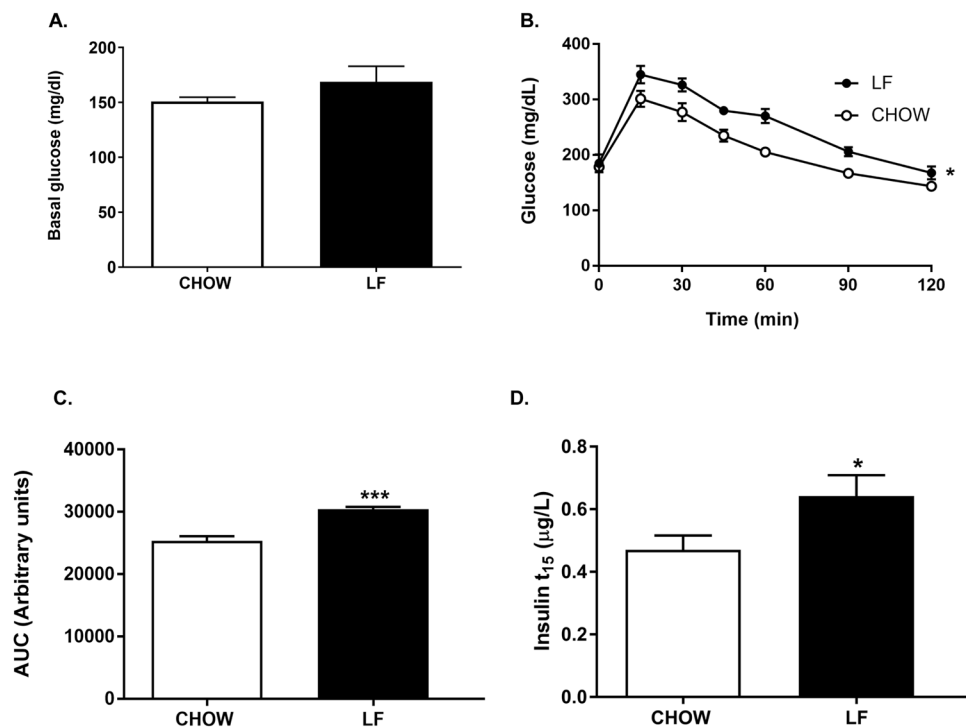 A.
Basal glucose (mg/dl)
200
150
100
50
0
CHOW
LF
B.
Glucose (mg/dL)
400
300
200
100
0
LF
CHOW
*
0
30
60
90
120
Time (min)
C.
AUC (Arbitrary units)
40000
30000
20000
10000
0
***
CHOW
LF
D.
Insulin t15 (µg/L)
0.8
0.6
0.4
0.2
0.0
*
CHOW
LF